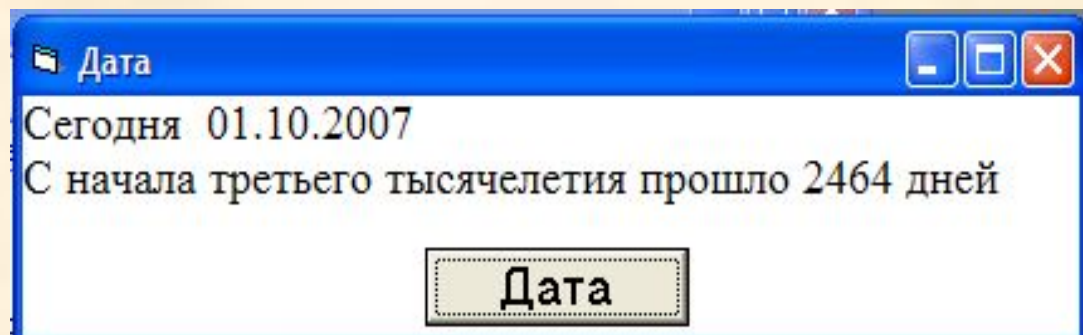 Дата
Сегодня  01.10.2007
С начала третьего тысячелетия прошло 2464 дней
Дата